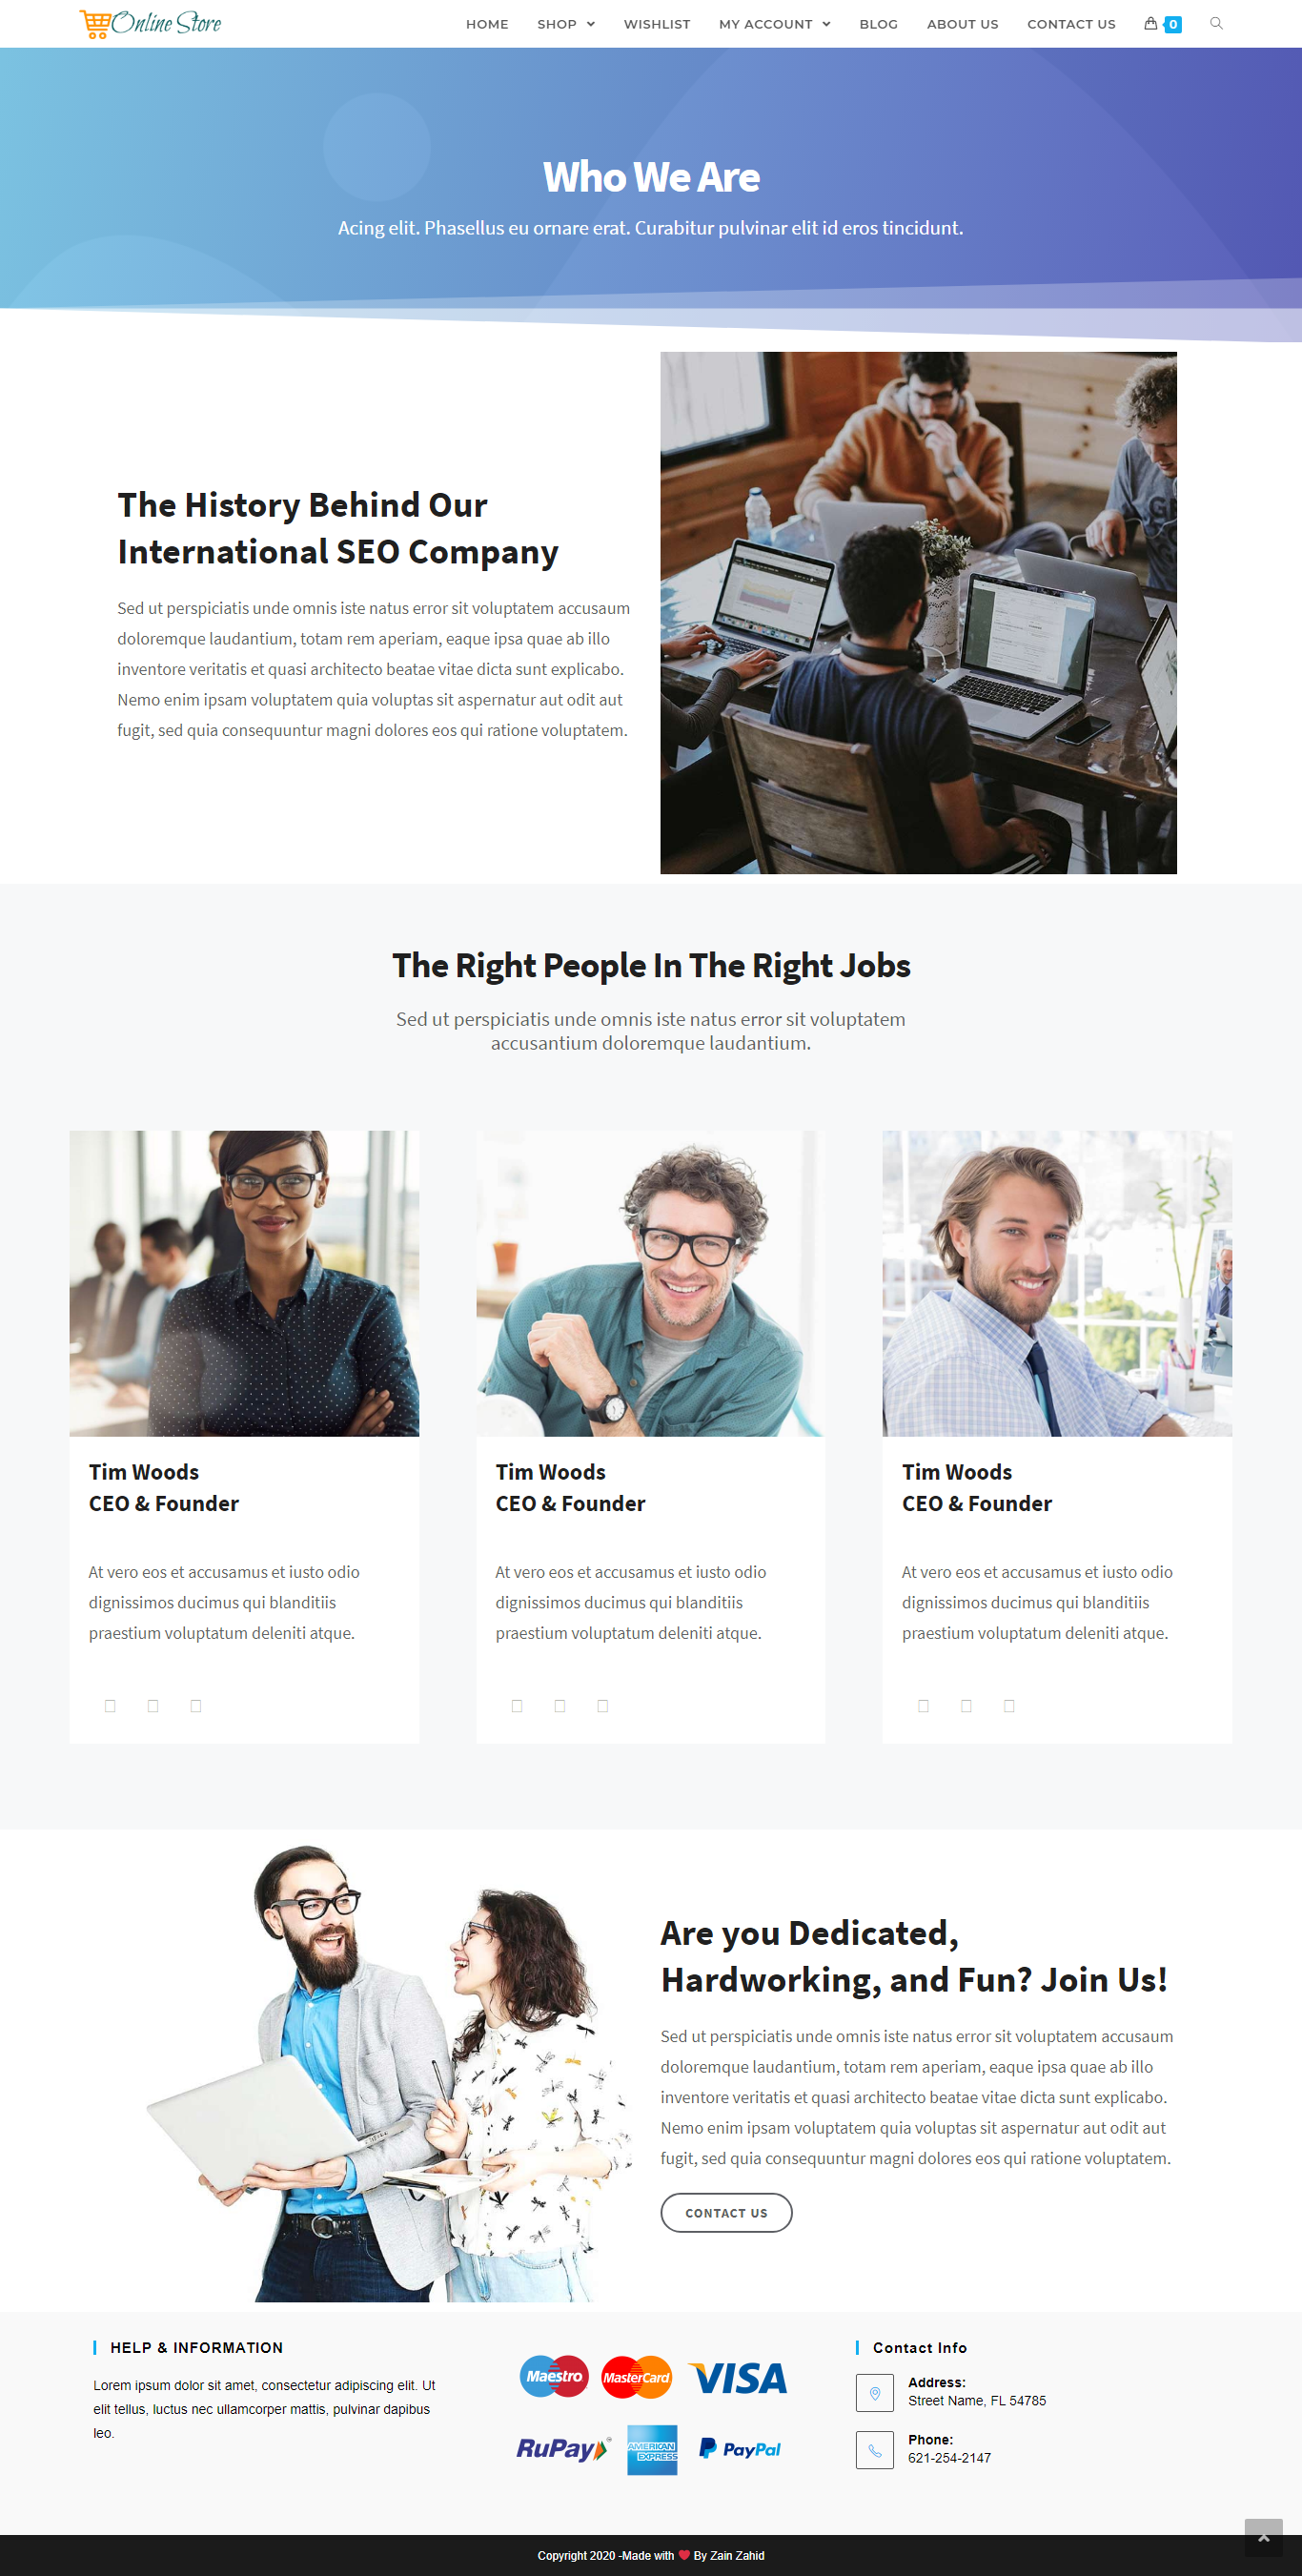 Online Store
HOME SHOP WISHLIST MY ACCOUNT BLOG ABOUT US CONTACT US 0
Who We Are
Acing elit. Phasellus eu ornare erat. Curabitur pulvinar elit id eros tincidunt.
The History Behind Our
International SEO Company
Sed ut perspiciatis unde omnis iste natus error sit voluptatem accusaum
doloremque laudantium, totam rem aperiam, eaque ipsa quae ab illo
inventore veritatis et quasi architecto beatae vitae dicta sunt explicabo.
Nemo enim ipsam voluptatem quia voluptas sit aspernatur aut odit aut
fugit, sed quia consequuntur magni dolores eos qui ratione voluptatem.
The Right People In The Right Jobs
Sed ut perspiciatis unde omnis iste natus error sit voluptatem
accusantium doloremque laudantium.
Tim Woods
CEO & Founder
At vero eos et accusamus et iusto odio
dignissimos ducimus qui blanditiis
praestium voluptatum deleniti atque.
Tim Woods
CEO & Founder
At vero eos et accusamus et iusto odio
dignissimos ducimus qui blanditiis
praestium voluptatum deleniti atque.
Tim Woods
CEO & Founder
At vero eos et accusamus et iusto odio
dignissimos ducimus qui blanditiis
praestium voluptatum deleniti atque.
Are you Dedicated,
Hardworking, and Fun? Join Us!
Sed ut perspiciatis unde omnis iste natus error sit voluptatem accusaum
doloremque laudantium, totam rem aperiam, eaque ipsa quae ab illo
inventore veritatis et quasi architecto beatae vitae dicta sunt explicabo.
Nemo enim ipsam voluptatem quia voluptas sit aspernatur aut odit aut
fugit, sed quia consequuntur magni dolores eos qui ratione voluptatem.
CONTACT US
HELP & INFORMATION
Lorem ipsum dolor sit amet, consectetur adipiscing elit. Ut
elit tellus, luctus nec ullamcorper mattis, pulvinar dapibus
leo.
Maestro MasterCard VISA
RuPay AMERICAN EXPRESS PayPal
Contact Info
Address:
Street Name, FL 54785
Phone:
621-254-2147
Copyright 2020 -Made with ❤ By Zain Zahid